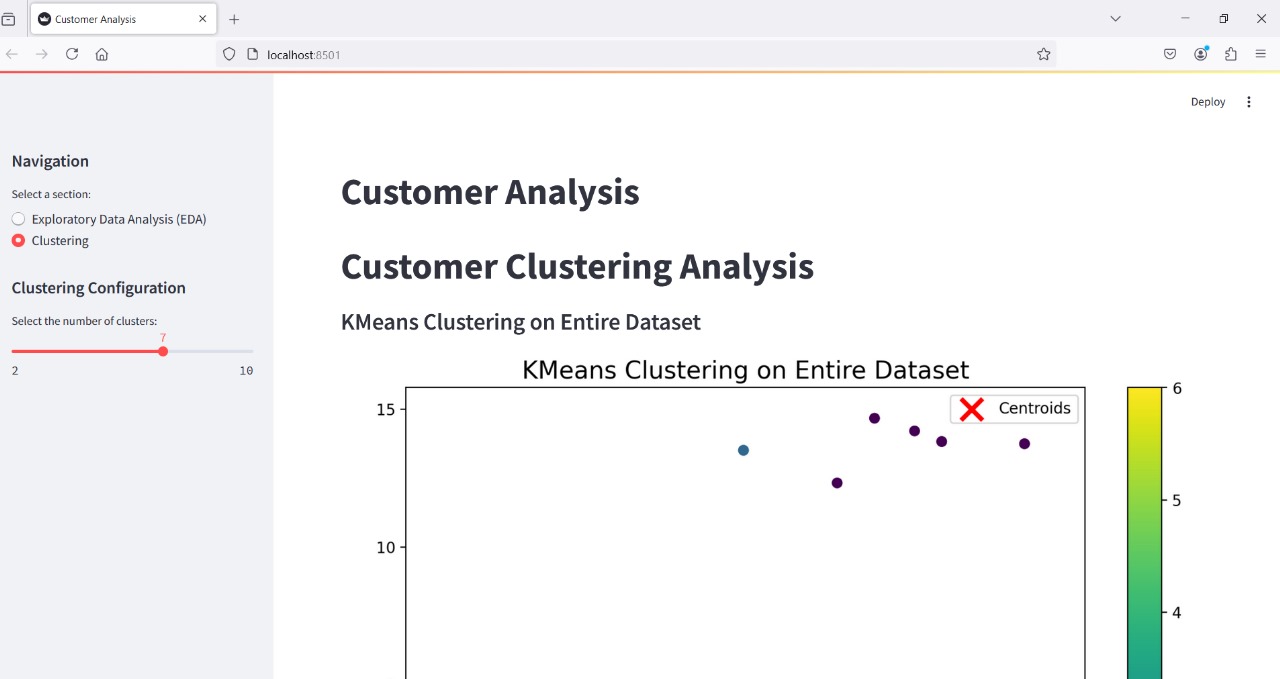 Customer Analysis
localhost:8501
Deploy
Navigation
Select a section:
Exploratory Data Analysis (EDA)
Clustering
Clustering Configuration
Select the number of clusters:
7
2 10
Customer Analysis
Customer Clustering Analysis
KMeans Clustering on Entire Dataset
KMeans Clustering on Entire Dataset
Centroids
15
10
6
5
4